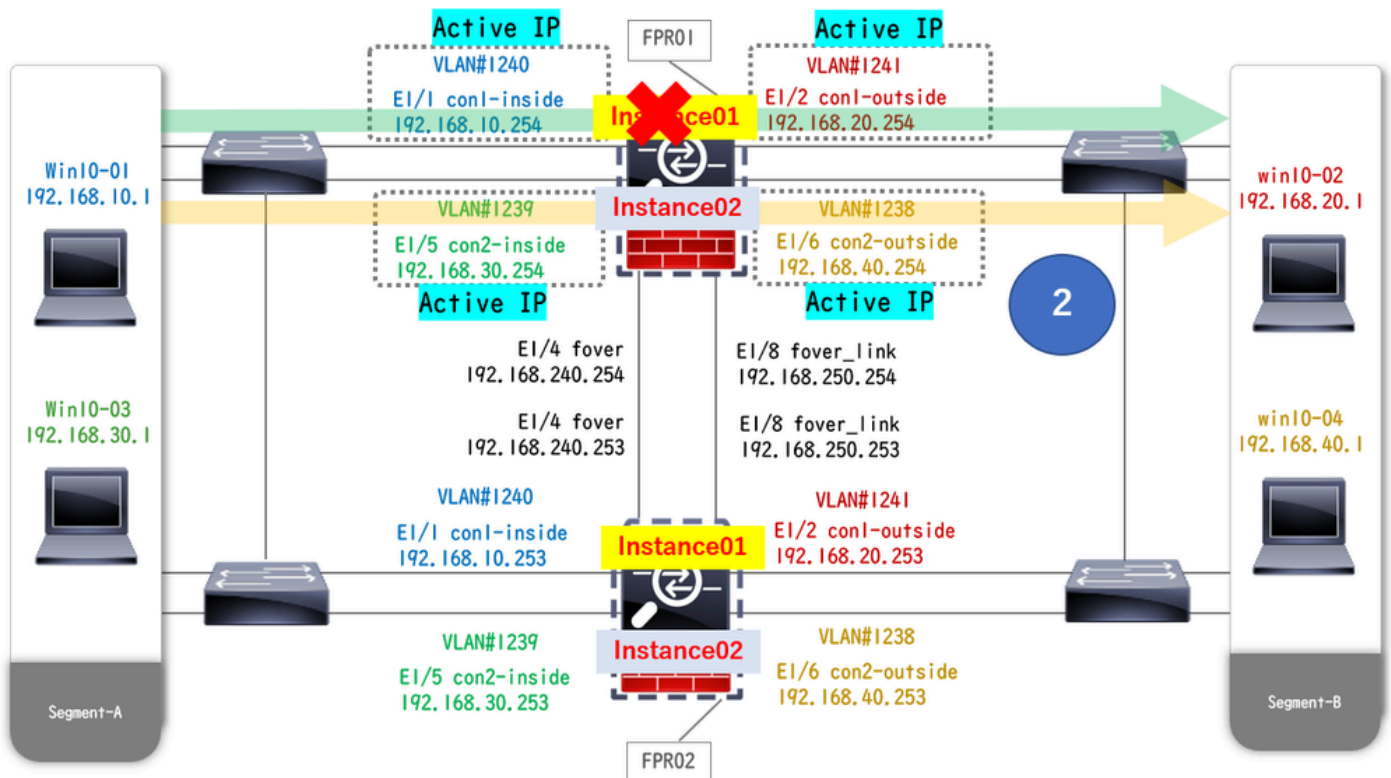 Active IP
FPR01
Active IP
VLAN#1240
E1/1 con1-inside
192.168.10.254
VLAN#1241
E1/2 con1-outside
192.168.20.254
Win10-01
192.168.10.1
win10-02
192.168.20.1
VLAN#1239
E1/5 con2-inside
192.168.30.254
Active IP
Instance02
VLAN#1238
E1/6 con2-outside
192.168.40.254
Active IP
2
E1/4 fover
192.168.240.254
E1/8 fover_link
192.168.250.254
Win10-03
192.168.30.1
E1/4 fover
192.168.240.253
E1/8 fover_link
192.168.250.253
win10-04
192.168.40.1
VLAN#1240
E1/1 con1-inside
192.168.10.253
Instance01
VLAN#1241
E1/2 con1-outside
192.168.20.253
VLAN#1239
E1/5 con2-inside
192.168.30.253
Instance02
VLAN#1238
E1/6 con2-outside
192.168.40.253
Segment-A
Segment-B
FPR02